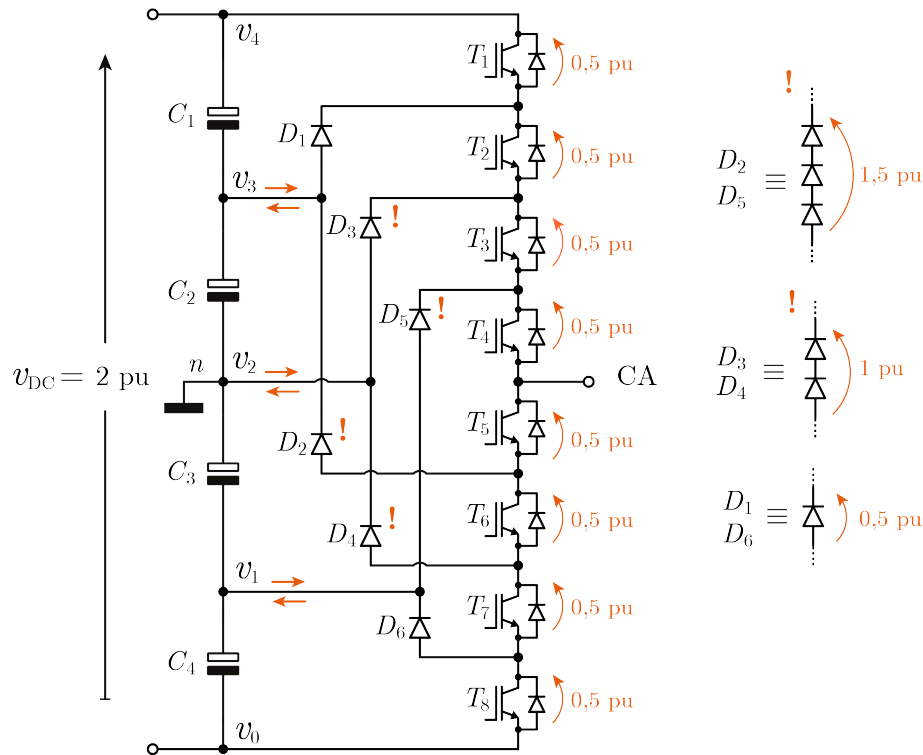 v₄
T₁
0,5 pu
C₁
D₁
T₂
0,5 pu
v₃
D₃
!
T₃
0,5 pu
C₂
D₅
!
T₄
0,5 pu
v_DC = 2 pu
n
v₂
CA
D₂
!
T₅
0,5 pu
C₃
D₄
!
T₆
0,5 pu
v₁
D₆
T₇
0,5 pu
C₄
T₈
0,5 pu
v₀
!
D₂
D₅
≡
1,5 pu
!
D₃
D₄
≡
1 pu
D₁
D₆
≡
0,5 pu